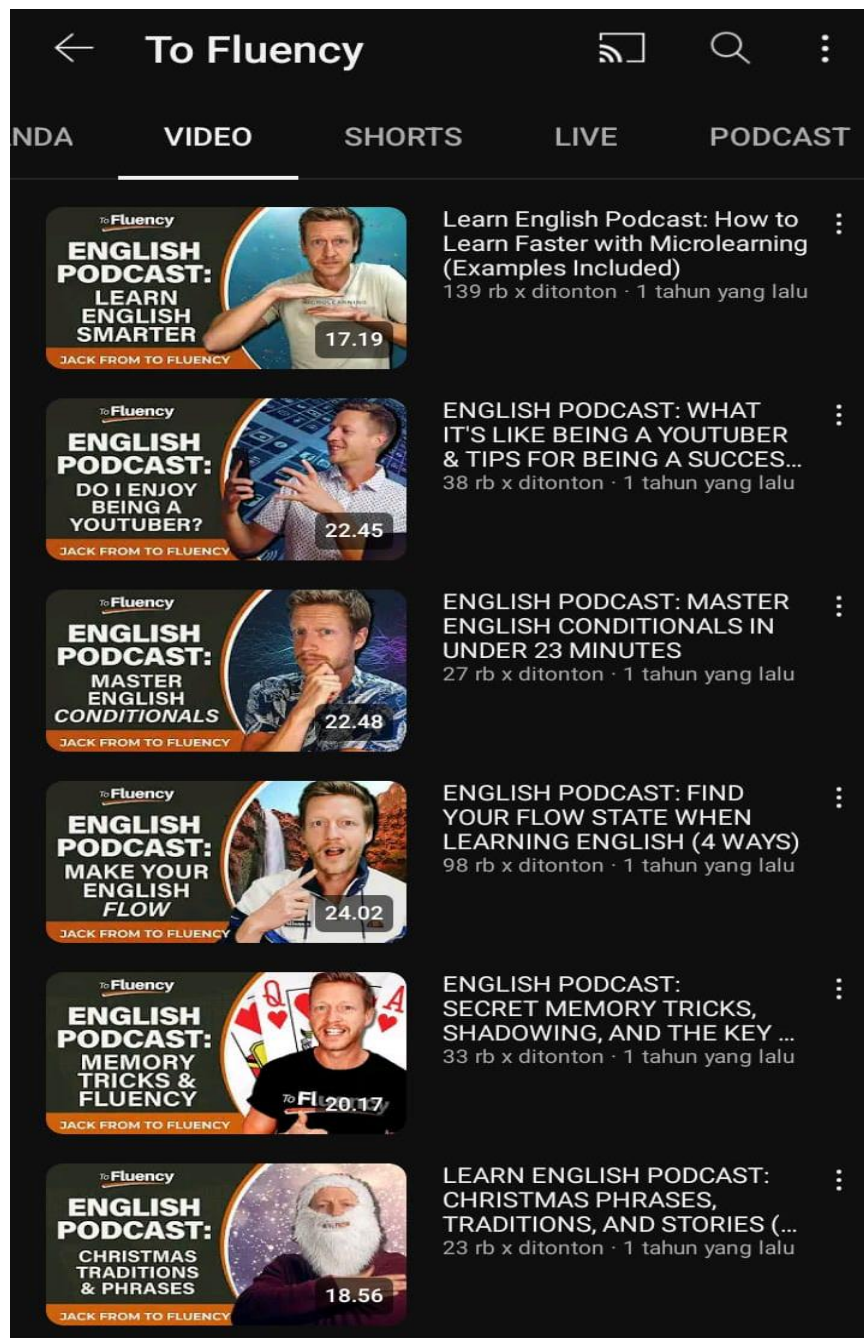 To Fluency
NDA VIDEO SHORTS LIVE PODCAST
To Fluency
ENGLISH
PODCAST:
LEARN
ENGLISH
SMARTER
JACK FROM TO FLUENCY
MICROLEARNING
17.19
Learn English Podcast: How to
Learn Faster with Microlearning
(Examples Included)
139 rb x ditonton · 1 tahun yang lalu
To Fluency
ENGLISH
PODCAST:
DO I ENJOY
BEING A
YOUTUBER?
JACK FROM TO FLUENCY
22.45
ENGLISH PODCAST: WHAT
IT'S LIKE BEING A YOUTUBER
& TIPS FOR BEING A SUCCES...
38 rb x ditonton · 1 tahun yang lalu
To Fluency
ENGLISH
PODCAST:
MASTER
ENGLISH
CONDITIONALS
JACK FROM TO FLUENCY
22.48
ENGLISH PODCAST: MASTER
ENGLISH CONDITIONALS IN
UNDER 23 MINUTES
27 rb x ditonton · 1 tahun yang lalu
To Fluency
ENGLISH
PODCAST:
MAKE YOUR
ENGLISH
FLOW
JACK FROM TO FLUENCY
24.02
ENGLISH PODCAST: FIND
YOUR FLOW STATE WHEN
LEARNING ENGLISH (4 WAYS)
98 rb x ditonton · 1 tahun yang lalu
To Fluency
ENGLISH
PODCAST:
MEMORY
TRICKS &
FLUENCY
JACK FROM TO FLUENCY
Q A
To Fluency
20.17
ENGLISH PODCAST:
SECRET MEMORY TRICKS,
SHADOWING, AND THE KEY ...
33 rb x ditonton · 1 tahun yang lalu
To Fluency
ENGLISH
PODCAST:
CHRISTMAS
TRADITIONS
& PHRASES
JACK FROM TO FLUENCY
18.56
LEARN ENGLISH PODCAST:
CHRISTMAS PHRASES,
TRADITIONS, AND STORIES (...
23 rb x ditonton · 1 tahun yang lalu